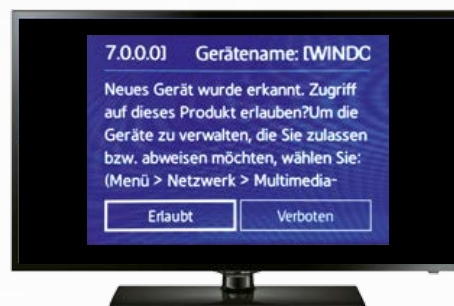 7.0.0.0] Gerätename: [WINDO
Neues Gerät wurde erkannt. Zugriff
auf dieses Produkt erlauben?Um die
Geräte zu verwalten, die Sie zulassen
bzw. abweisen möchten, wählen Sie:
(Menü > Netzwerk > Multimedia-
Erlaubt Verboten